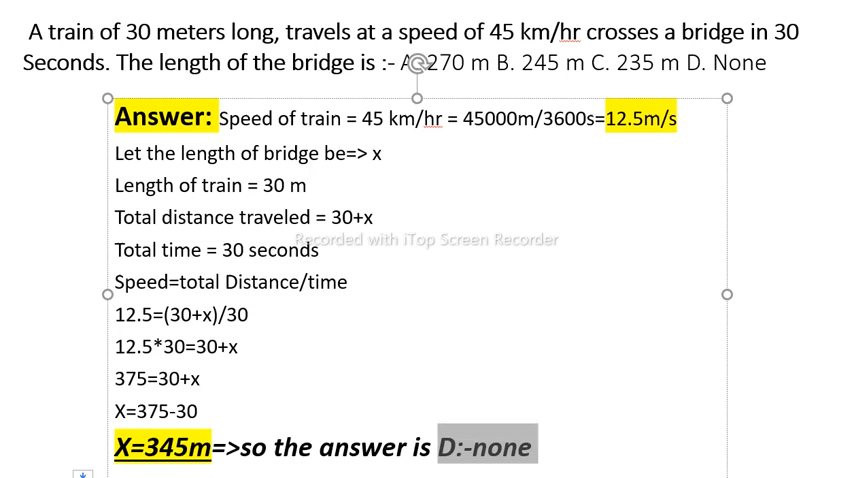 A train of 30 meters long, travels at a speed of 45 km/hr crosses a bridge in 30
Seconds. The length of the bridge is :- A. 270 m B. 245 m C. 235 m D. None
Answer: Speed of train = 45 km/hr = 45000m/3600s=12.5m/s
Let the length of bridge be=> x
Length of train = 30 m
Total distance traveled = 30+x
Recorded with iTop Screen Recorder
Total time = 30 seconds
Speed=total Distance/time
12.5=(30+x)/30
12.5*30=30+x
375=30+x
X=375-30
X=345m=>so the answer is D:-none